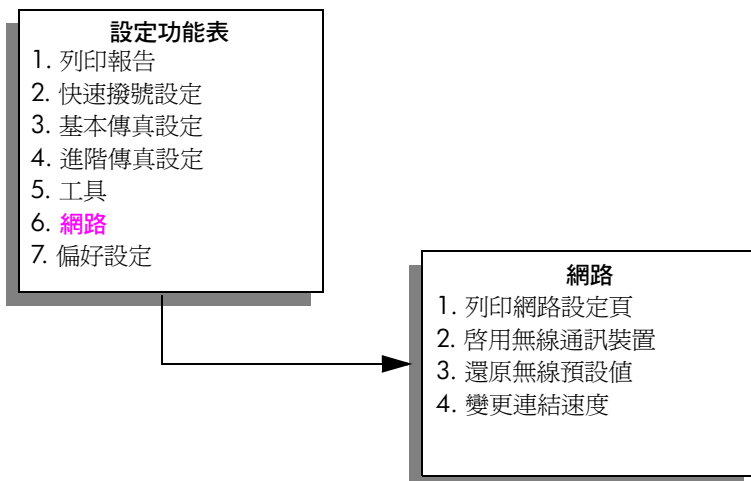 設定功能表
1. 列印報告
2. 快速撥號設定
3. 基本傳真設定
4. 進階傳真設定
5. 工具
6. 網路
7. 偏好設定
網路
1. 列印網路設定頁
2. 啓用無線通訊裝置
3. 還原無線預設值
4. 變更連結速度